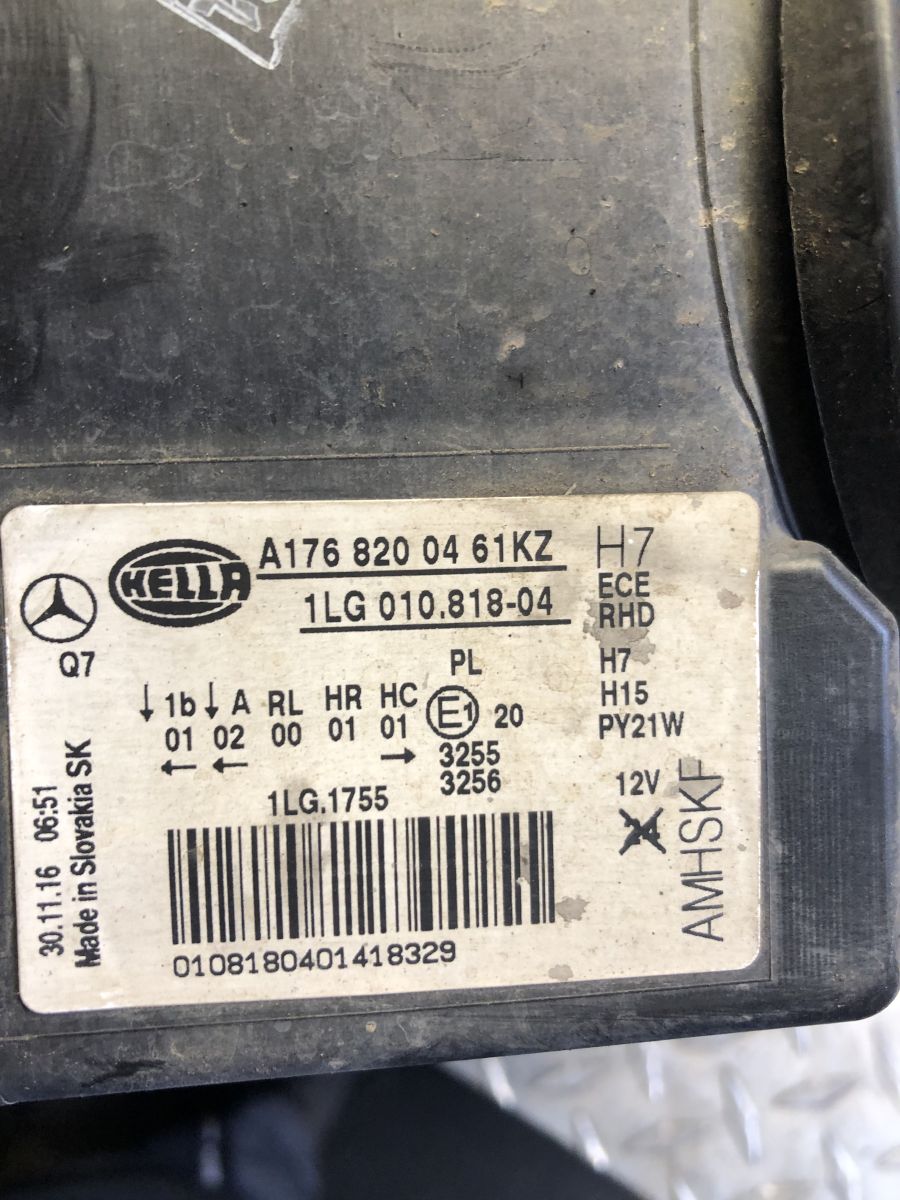 HELLA
A176 820 04 61KZ
1LG 010.818-04
H7
ECE
RHD
Q7
PL
H7
H15
PY21W
↓ 1b ↓ A RL HR HC E1 20
01 02 00 01 01
← ← →
3255
3256
1LG.1755
12V
AMHSKF
30.11.16 06:51
Made in Slovakia SK
0108180401418329